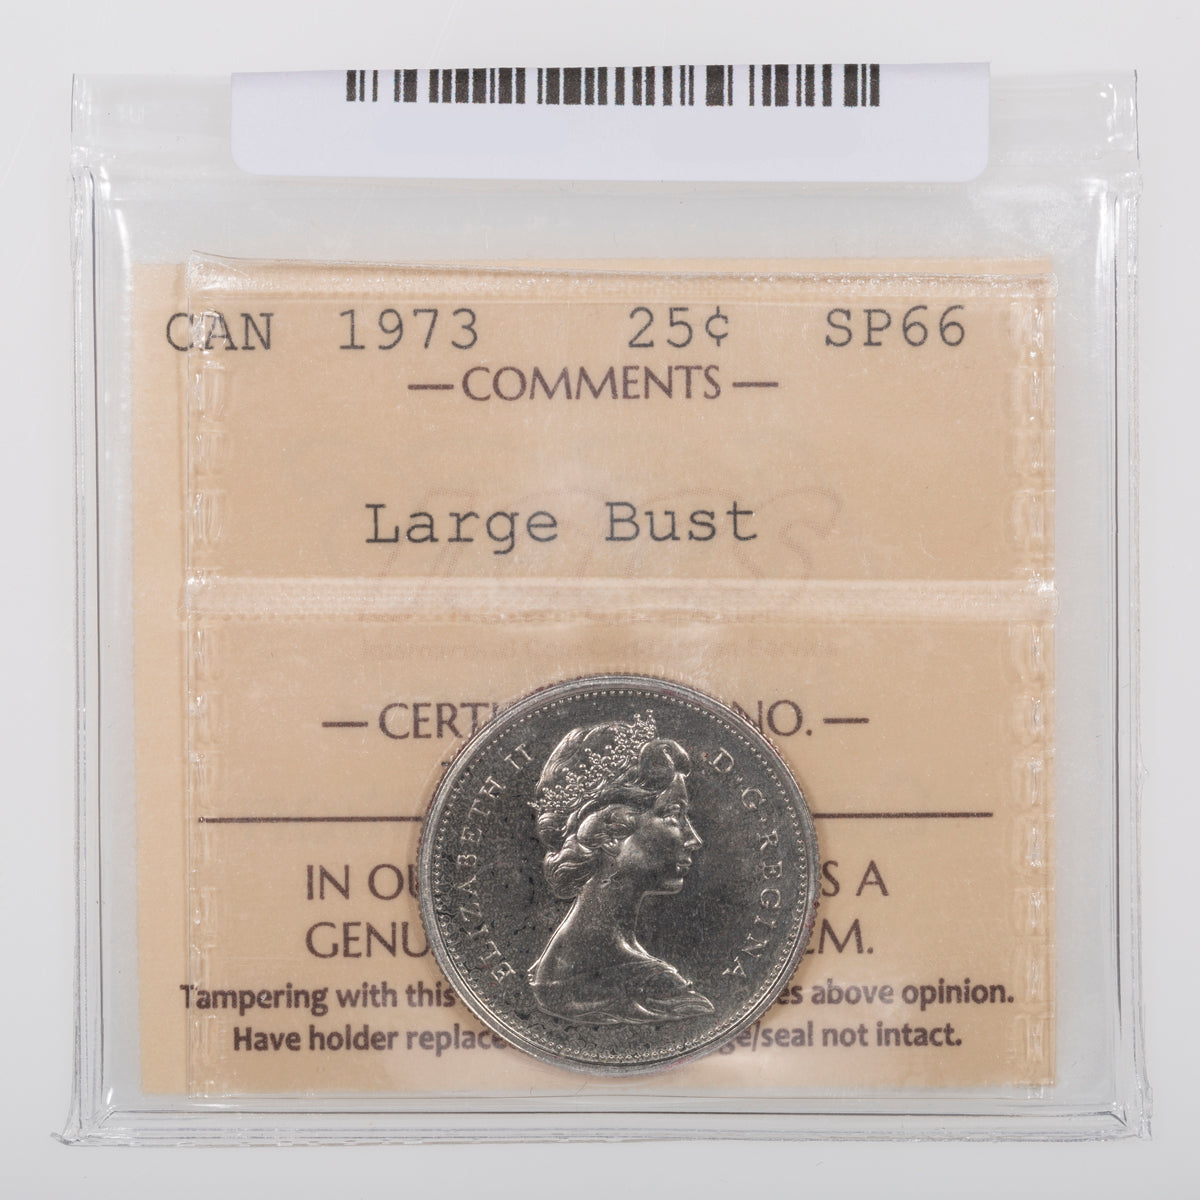 CAN 1973 25¢ SP66
— COMMENTS —
Large Bust
— CERTI NO. —
IN OU S A
GENU EM.
Tampering with this es above opinion.
Have holder replace ge/seal not intact.
ELIZABETH II D·G·REGINA